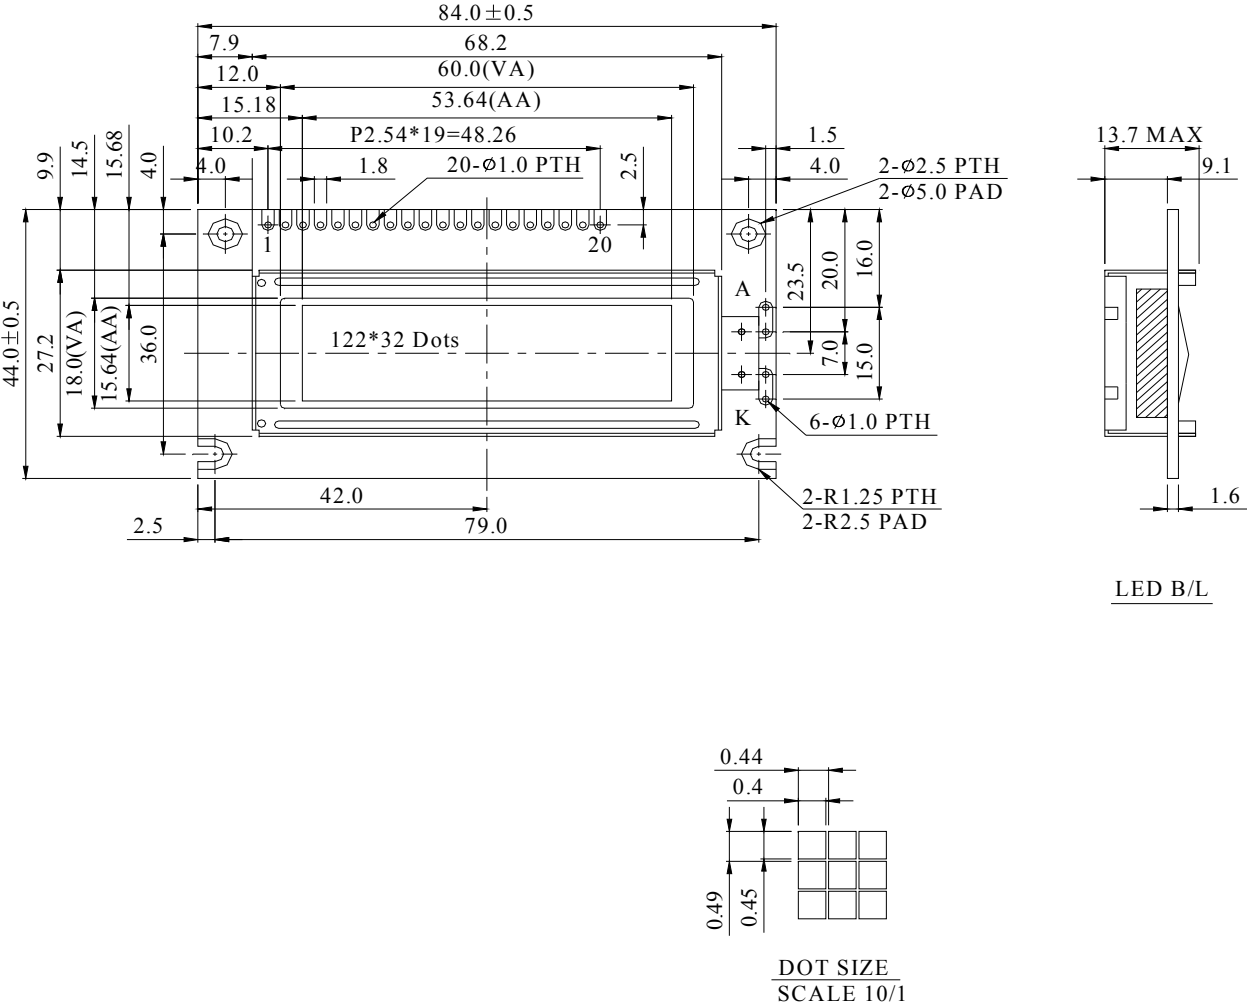 84.0±0.5
7.9 68.2
12.0 60.0(VA)
15.18 53.64(AA)
10.2 P2.54*19=48.26 1.5 13.7 MAX
4.0 1.8 20-ø1.0 PTH 2.5 4.0 2-ø2.5 PTH 9.1
2-ø5.0 PAD
9.9 14.5 15.68 4.0
1 20
23.5 20.0 16.0
A
44.0±0.5 27.2 18.0(VA) 15.64(AA) 36.0
122*32 Dots
7.0 15.0
K
6-ø1.0 PTH
42.0
2-R1.25 PTH
1.6
2.5 79.0
2-R2.5 PAD
LED B/L
0.44
0.4
0.49 0.45
DOT SIZE
SCALE 10/1